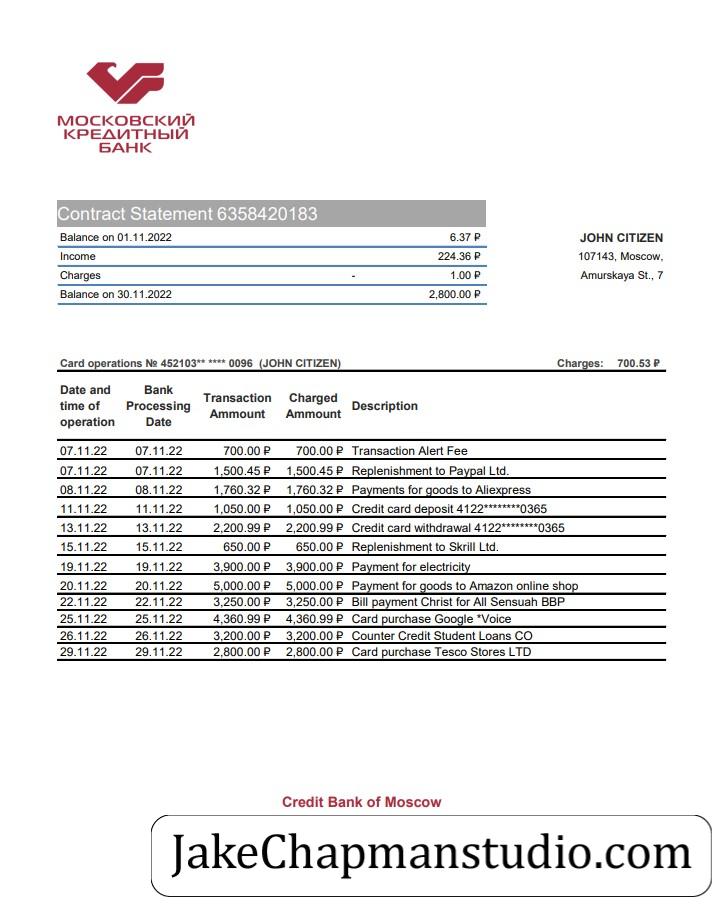 МОСКОВСКИЙ
КРЕДИТНЫЙ
БАНК
Contract Statement 6358420183
Balance on 01.11.2022 6.37 ₽
Income 224.36 ₽
Charges - 1.00 ₽
Balance on 30.11.2022 2,800.00 ₽
JOHN CITIZEN
107143, Moscow,
Amurskaya St., 7
Card operations № 452103** **** 0096 (JOHN CITIZEN) Charges: 700.53 ₽
Date and time of operation Bank Processing Date Transaction Ammount Charged Ammount Description
07.11.22 07.11.22 700.00 ₽ 700.00 ₽ Transaction Alert Fee
07.11.22 07.11.22 1,500.45 ₽ 1,500.45 ₽ Replenishment to Paypal Ltd.
08.11.22 08.11.22 1,760.32 ₽ 1,760.32 ₽ Payments for goods to Aliexpress
11.11.22 11.11.22 1,050.00 ₽ 1,050.00 ₽ Credit card deposit 4122********0365
13.11.22 13.11.22 2,200.99 ₽ 2,200.99 ₽ Credit card withdrawal 4122********0365
15.11.22 15.11.22 650.00 ₽ 650.00 ₽ Replenishment to Skrill Ltd.
19.11.22 19.11.22 3,900.00 ₽ 3,900.00 ₽ Payment for electricity
20.11.22 20.11.22 5,000.00 ₽ 5,000.00 ₽ Payment for goods to Amazon online shop
22.11.22 22.11.22 3,250.00 ₽ 3,250.00 ₽ Bill payment Christ for All Sensuah BBP
25.11.22 25.11.22 4,360.99 ₽ 4,360.99 ₽ Card purchase Google *Voice
26.11.22 26.11.22 3,200.00 ₽ 3,200.00 ₽ Counter Credit Student Loans CO
29.11.22 29.11.22 2,800.00 ₽ 2,800.00 ₽ Card purchase Tesco Stores LTD
Credit Bank of Moscow
JakeChapmanstudio.com